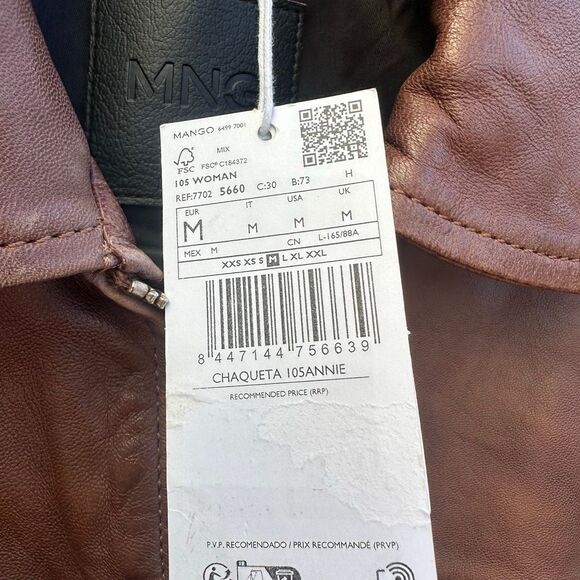 MNG
MANGO 6499 7001
MIX
FSC FSC® C184372
105 WOMAN
REF:7702 5660 C:30 B:73 H
EUR IT USA UK
M M M M
MEX M CN L-165/88A
XXS XS S M L XL XXL
8 447144 756639
CHAQUETA 105ANNIE
RECOMMENDED PRICE (RRP)
P.V.P. RECOMENDADO / PRIX RECOMMANDÉ (PRVP)